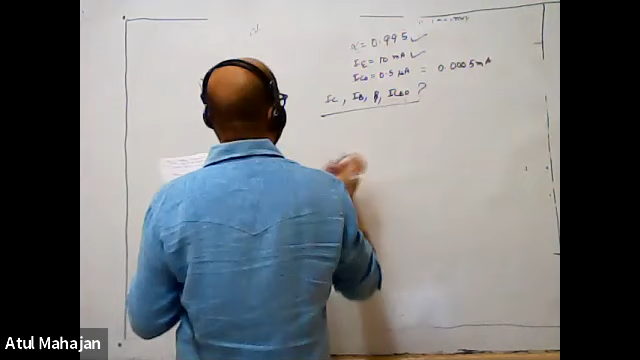 α = 0.995 ✓
IE = 10 mA ✓
ICO = 0.5 μA = 0.0005 mA
IC, IB, β, ICEO ?
Atul Mahajan